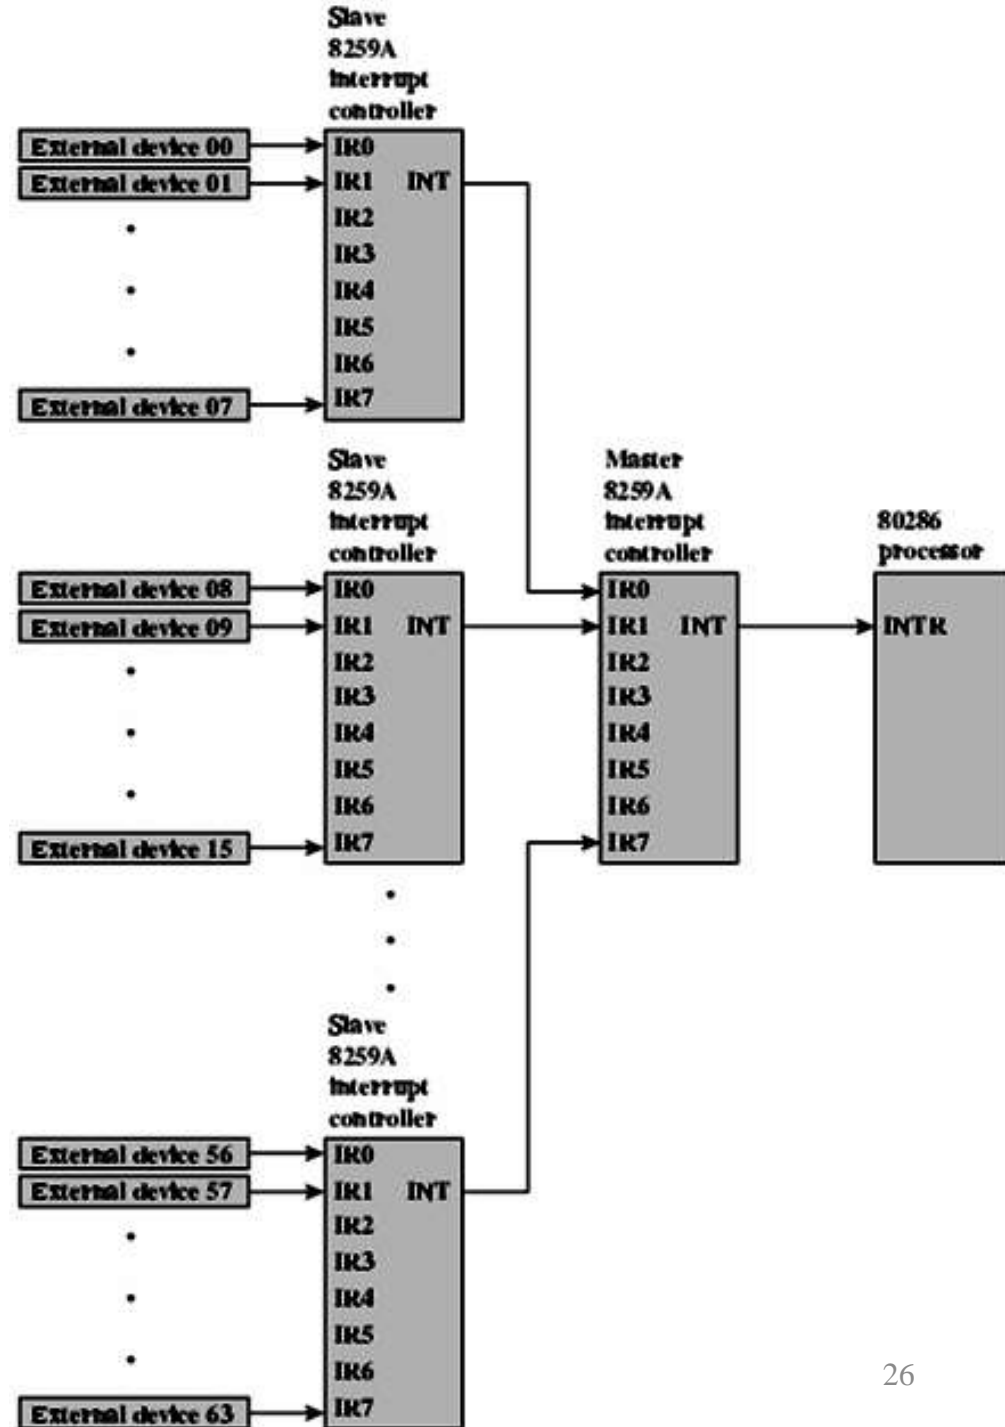 Slave
8259A
interrupt
controller
External device 00
IR0
External device 01
IR1 INT
IR2
IR3
IR4
IR5
IR6
External device 07
IR7
Slave
8259A
interrupt
controller
External device 08
IR0
External device 09
IR1 INT
IR2
IR3
IR4
IR5
IR6
External device 15
IR7
Master
8259A
interrupt
controller
IR0
IR1 INT
IR2
IR3
IR4
IR5
IR6
IR7
80286
processor
INTR
Slave
8259A
interrupt
controller
External device 56
IR0
External device 57
IR1 INT
IR2
IR3
IR4
IR5
IR6
External device 63
IR7
26